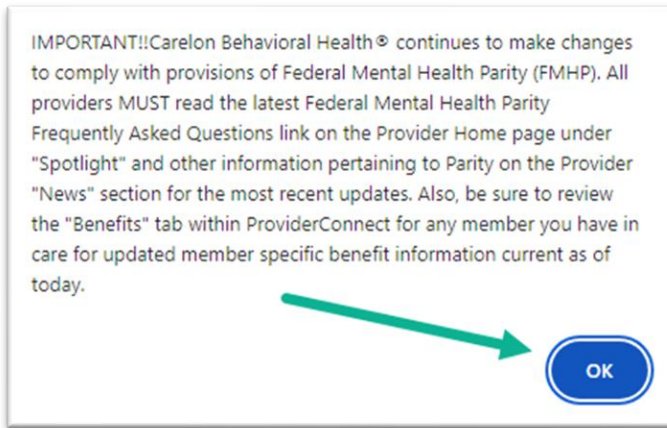 IMPORTANT!!Carelon Behavioral Health® continues to make changes
to comply with provisions of Federal Mental Health Parity (FMHP). All
providers MUST read the latest Federal Mental Health Parity
Frequently Asked Questions link on the Provider Home page under
"Spotlight" and other information pertaining to Parity on the Provider
"News" section for the most recent updates. Also, be sure to review
the "Benefits" tab within ProviderConnect for any member you have in
care for updated member specific benefit information current as of
today.
OK